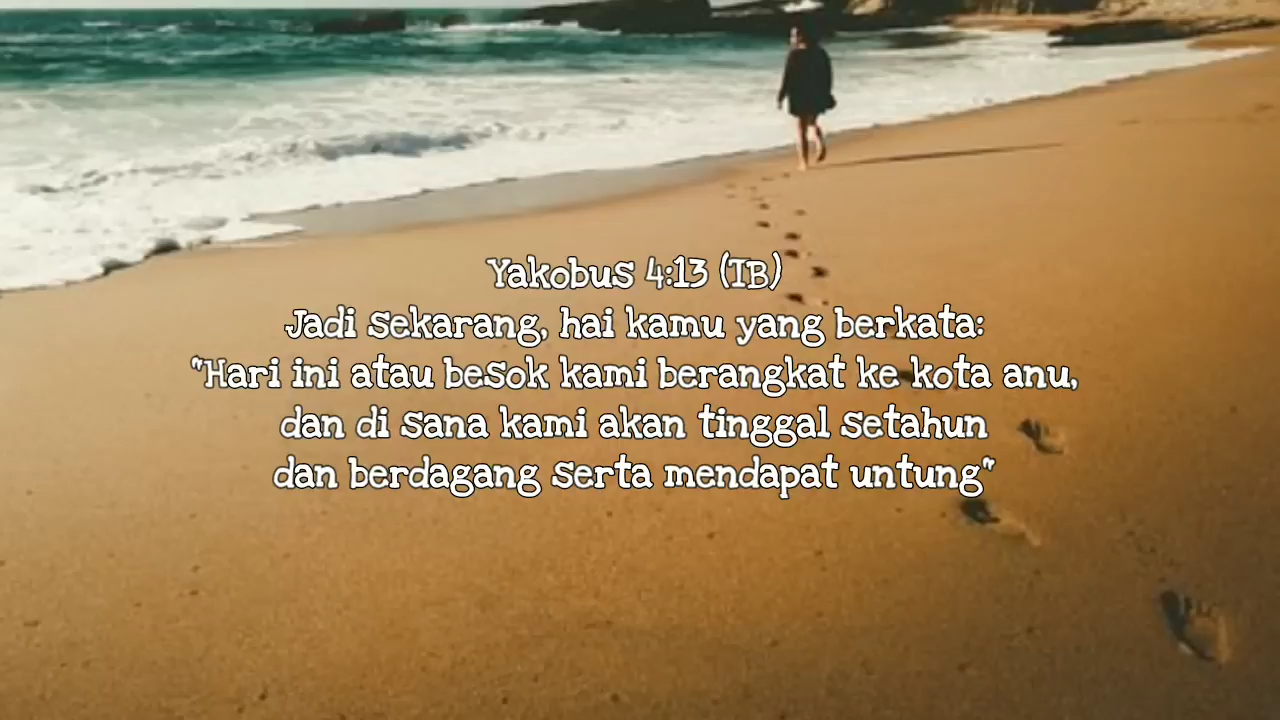 Yakobus 4:13 (TB)
Jadi sekarang, hai kamu yang berkata:
"Hari ini atau besok kami berangkat ke kota anu,
dan di sana kami akan tinggal setahun
dan berdagang serta mendapat untung"